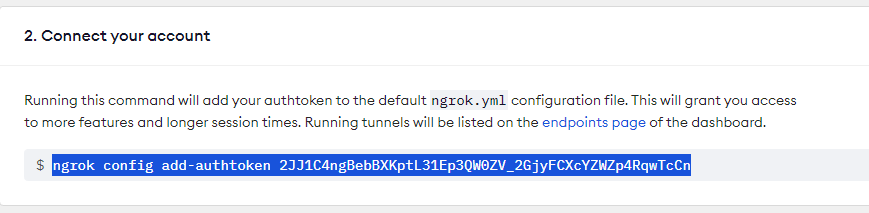 2. Connect your account
Running this command will add your authtoken to the default ngrok.yml configuration file. This will grant you access
to more features and longer session times. Running tunnels will be listed on the endpoints page of the dashboard.
$ ngrok config add-authtoken 2JJ1C4ngBebBXKptL31Ep3QW0ZV_2GjyFCXcYZWZp4RqwTcCn